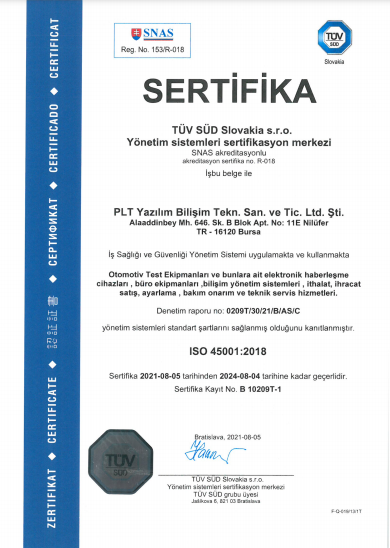 SNAS
Reg. No. 153/R-018
TÜV
SÜD
Slovakia
SERTİFİKA
TÜV SÜD Slovakia s.r.o.
Yönetim sistemleri sertifikasyon merkezi
SNAS akreditasyonlu
akreditasyon sertifika no. R-018
İşbu belge ile
PLT Yazılım Bilişim Tekn. San. ve Tic. Ltd. Şti.
Alaaddinbey Mh. 646. Sk. B Blok Apt. No: 11E Nilüfer
TR - 16120 Bursa
İş Sağlığı ve Güvenliği Yönetim Sistemi uygulamakta ve kullanmakta
Otomotiv Test Ekipmanları ve bunlara ait elektronik haberleşme
cihazları , büro ekipmanları ,bilişim yönetim sistemleri , ithalat, ihracat
satış, ayarlama , bakım onarım ve teknik servis hizmetleri.
Denetim raporu no: 0209T/30/21/B/AS/C
yönetim sistemleri standart şartlarını sağlanmış olduğunu kanıtlanmıştır.
ISO 45001:2018
Sertifika 2021-08-05 tarihinden 2024-08-04 tarihine kadar geçerlidir.
Sertifika Kayıt No. B 10209T-1
Bratislava, 2021-08-05
TÜV
SÜD
TÜV SÜD Slovakia s.r.o.
Yönetim sistemleri sertifikasyon merkezi
TÜV SÜD grubu üyesi
Jašíkova 6, 821 03 Bratislava
ZERTIFIKAT ◆ CERTIFICATE ◆ 認証証書 ◆ СЕРТИФИКАТ ◆ CERTIFICADO ◆ CERTIFICAT